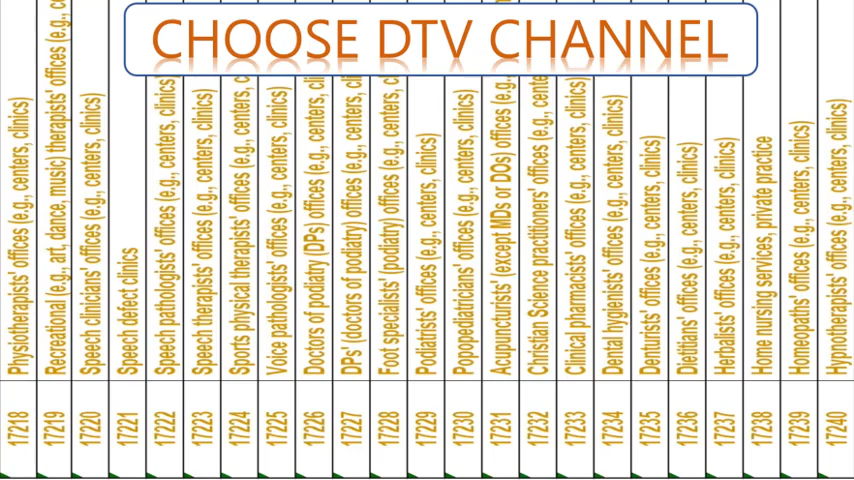 CHOOSE DTV CHANNEL
17218 Physiotherapists' offices (e.g., centers, clinics)
17219 Recreational (e.g., art, dance, music) therapists' offices (e.g.,
17220 Speech clinicians' offices (e.g., centers, clinics)
17221 Speech defect clinics
17222 Speech pathologists' offices (e.g., centers, clinics
17223 Speech therapists' offices (e.g., centers, clinics)
17224 Sports physical therapists' offices (e.g., centers,
17225 Voice pathologists' offices (e.g., centers, clinics)
17226 Doctors of podiatry (DPs) offices (e.g., centers,
17227 DPs' (doctors of podiatry) offices (e.g., centers,
17228 Foot specialists' (podiatry) offices (e.g., centers,
17229 Podiatrists' offices (e.g., centers, clinics)
17230 Popopediatricians' offices (e.g., centers, clinics)
17231 Acupuncturists' (except MDs or DOs) offices (e.g.,
17232 Christian Science practitioners' offices (e.g.,
17233 Clinical pharmacists' offices (e.g., centers, clinics)
17234 Dental hygienists' offices (e.g., centers, clinics)
17235 Denturists' offices (e.g., centers, clinics)
17236 Dietitians' offices (e.g., centers, clinics)
17237 Herbalists' offices (e.g., centers, clinics)
17238 Home nursing services, private practice
17239 Homeopaths' offices (e.g., centers, clinics)
17240 Hypnotherapists' offices (e.g., centers, clinics)